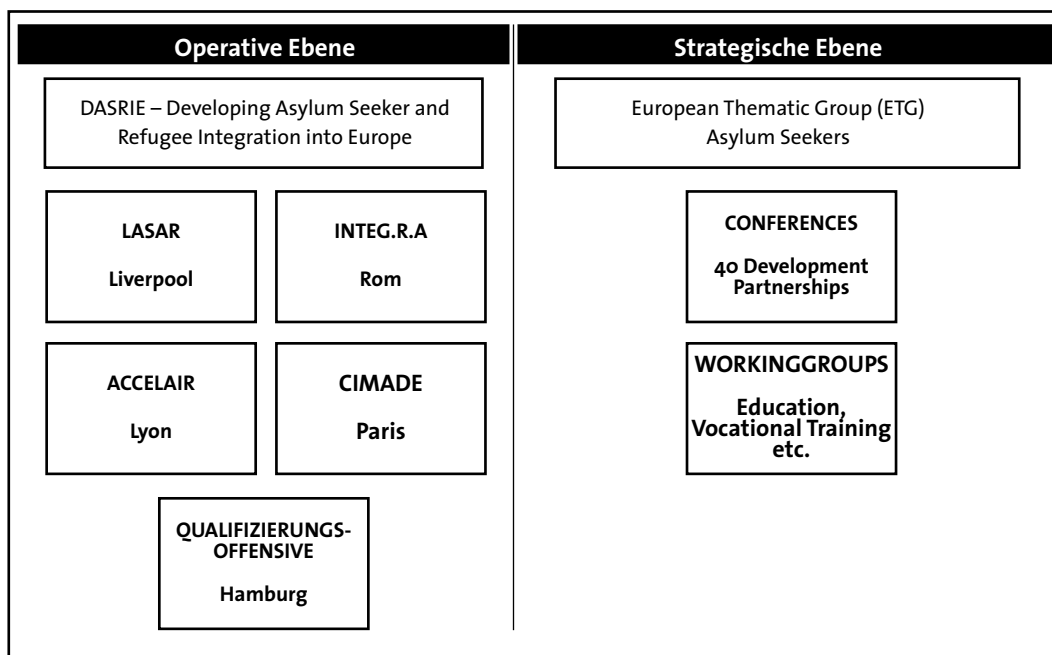 Operative Ebene
DASRIE – Developing Asylum Seeker and
Refugee Integration into Europe
LASAR
Liverpool
INTEG.R.A
Rom
ACCELAIR
Lyon
CIMADE
Paris
QUALIFIZIERUNGS-
OFFENSIVE
Hamburg
Strategische Ebene
European Thematic Group (ETG)
Asylum Seekers
CONFERENCES
40 Development
Partnerships
WORKINGGROUPS
Education,
Vocational Training
etc.